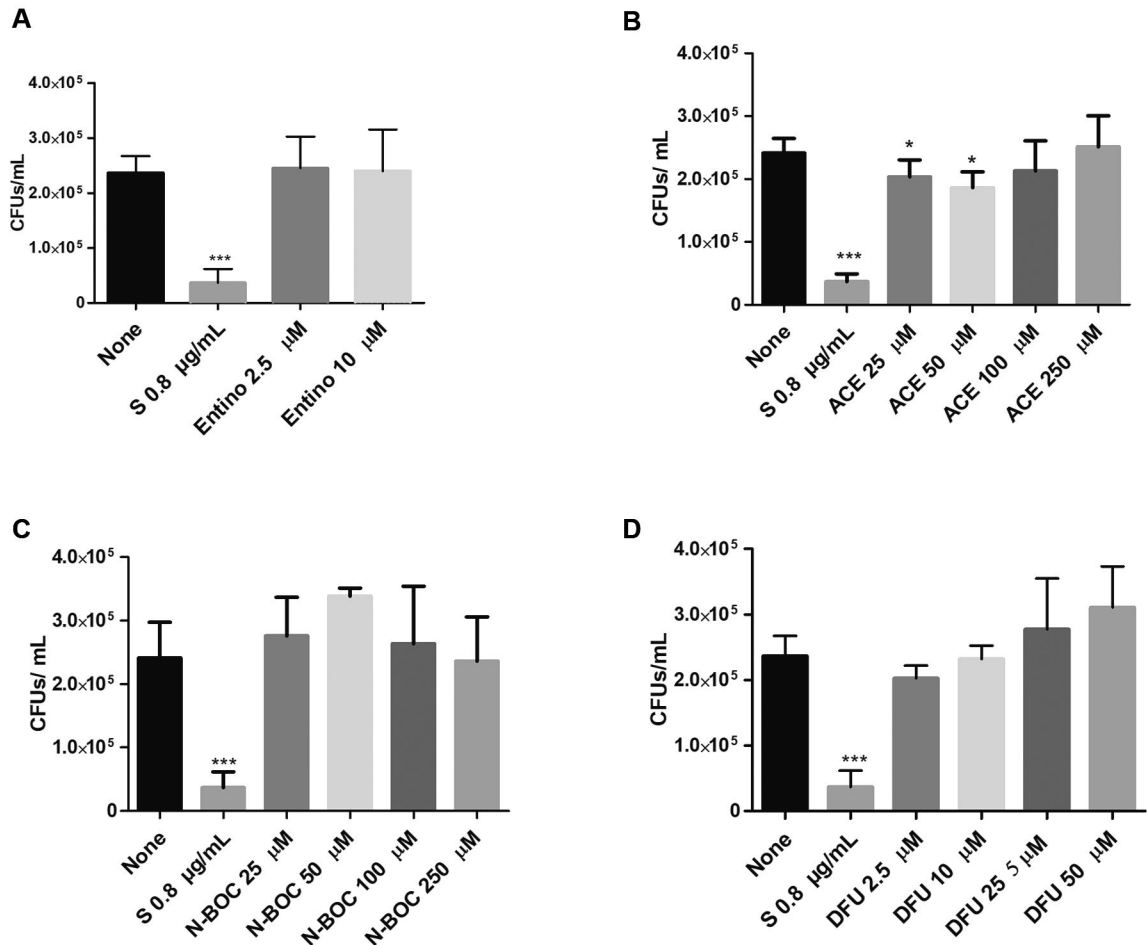 A
CFUs/mL
4.0×10⁵
3.0×10⁵
2.0×10⁵
1.0×10⁵
0
***
None
S 0.8 µg/mL
Entino 2.5 µM
Entino 10 µM
B
CFUs/ mL
4.0×10⁵
3.0×10⁵
2.0×10⁵
1.0×10⁵
0
***
*
*
None
S 0.8 µg/mL
ACE 25 µM
ACE 50 µM
ACE 100 µM
ACE 250 µM
C
CFUs/ mL
4.0×10⁵
3.0×10⁵
2.0×10⁵
1.0×10⁵
0
***
None
S 0.8 µg/mL
N-BOC 25 µM
N-BOC 50 µM
N-BOC 100 µM
N-BOC 250 µM
D
CFUs/mL
4.0×10⁵
3.0×10⁵
2.0×10⁵
1.0×10⁵
0
***
None
S 0.8 µg/mL
DFU 2.5 µM
DFU 10 µM
DFU 25 5 µM
DFU 50 µM